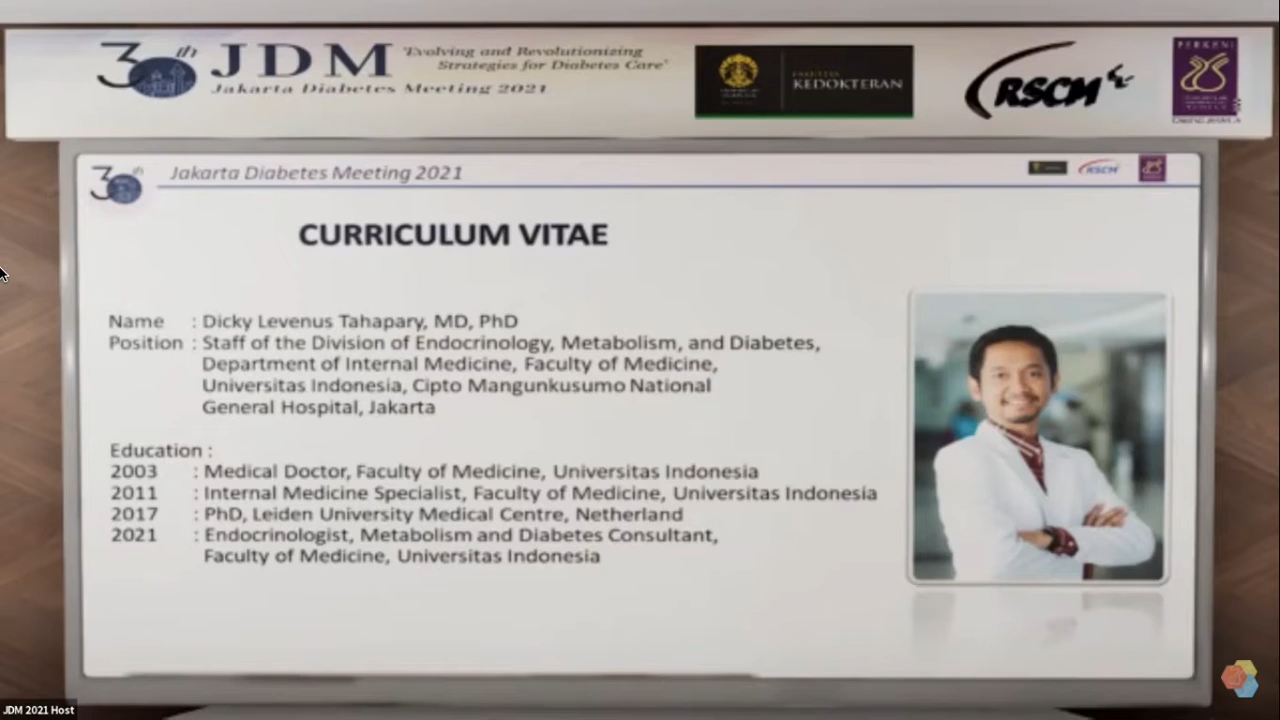 30th JDM
"Evolving and Revolutionizing
Strategies for Diabetes Care"
Jakarta Diabetes Meeting 2021
FAKULTAS
KEDOKTERAN
RSCM
PERKENI
30th
Jakarta Diabetes Meeting 2021
RSCM
CURRICULUM VITAE
Name : Dicky Levenus Tahapary, MD, PhD
Position : Staff of the Division of Endocrinology, Metabolism, and Diabetes,
Department of Internal Medicine, Faculty of Medicine,
Universitas Indonesia, Cipto Mangunkusumo National
General Hospital, Jakarta
Education :
2003 : Medical Doctor, Faculty of Medicine, Universitas Indonesia
2011 : Internal Medicine Specialist, Faculty of Medicine, Universitas Indonesia
2017 : PhD, Leiden University Medical Centre, Netherland
2021 : Endocrinologist, Metabolism and Diabetes Consultant,
Faculty of Medicine, Universitas Indonesia
JDM 2021 Host